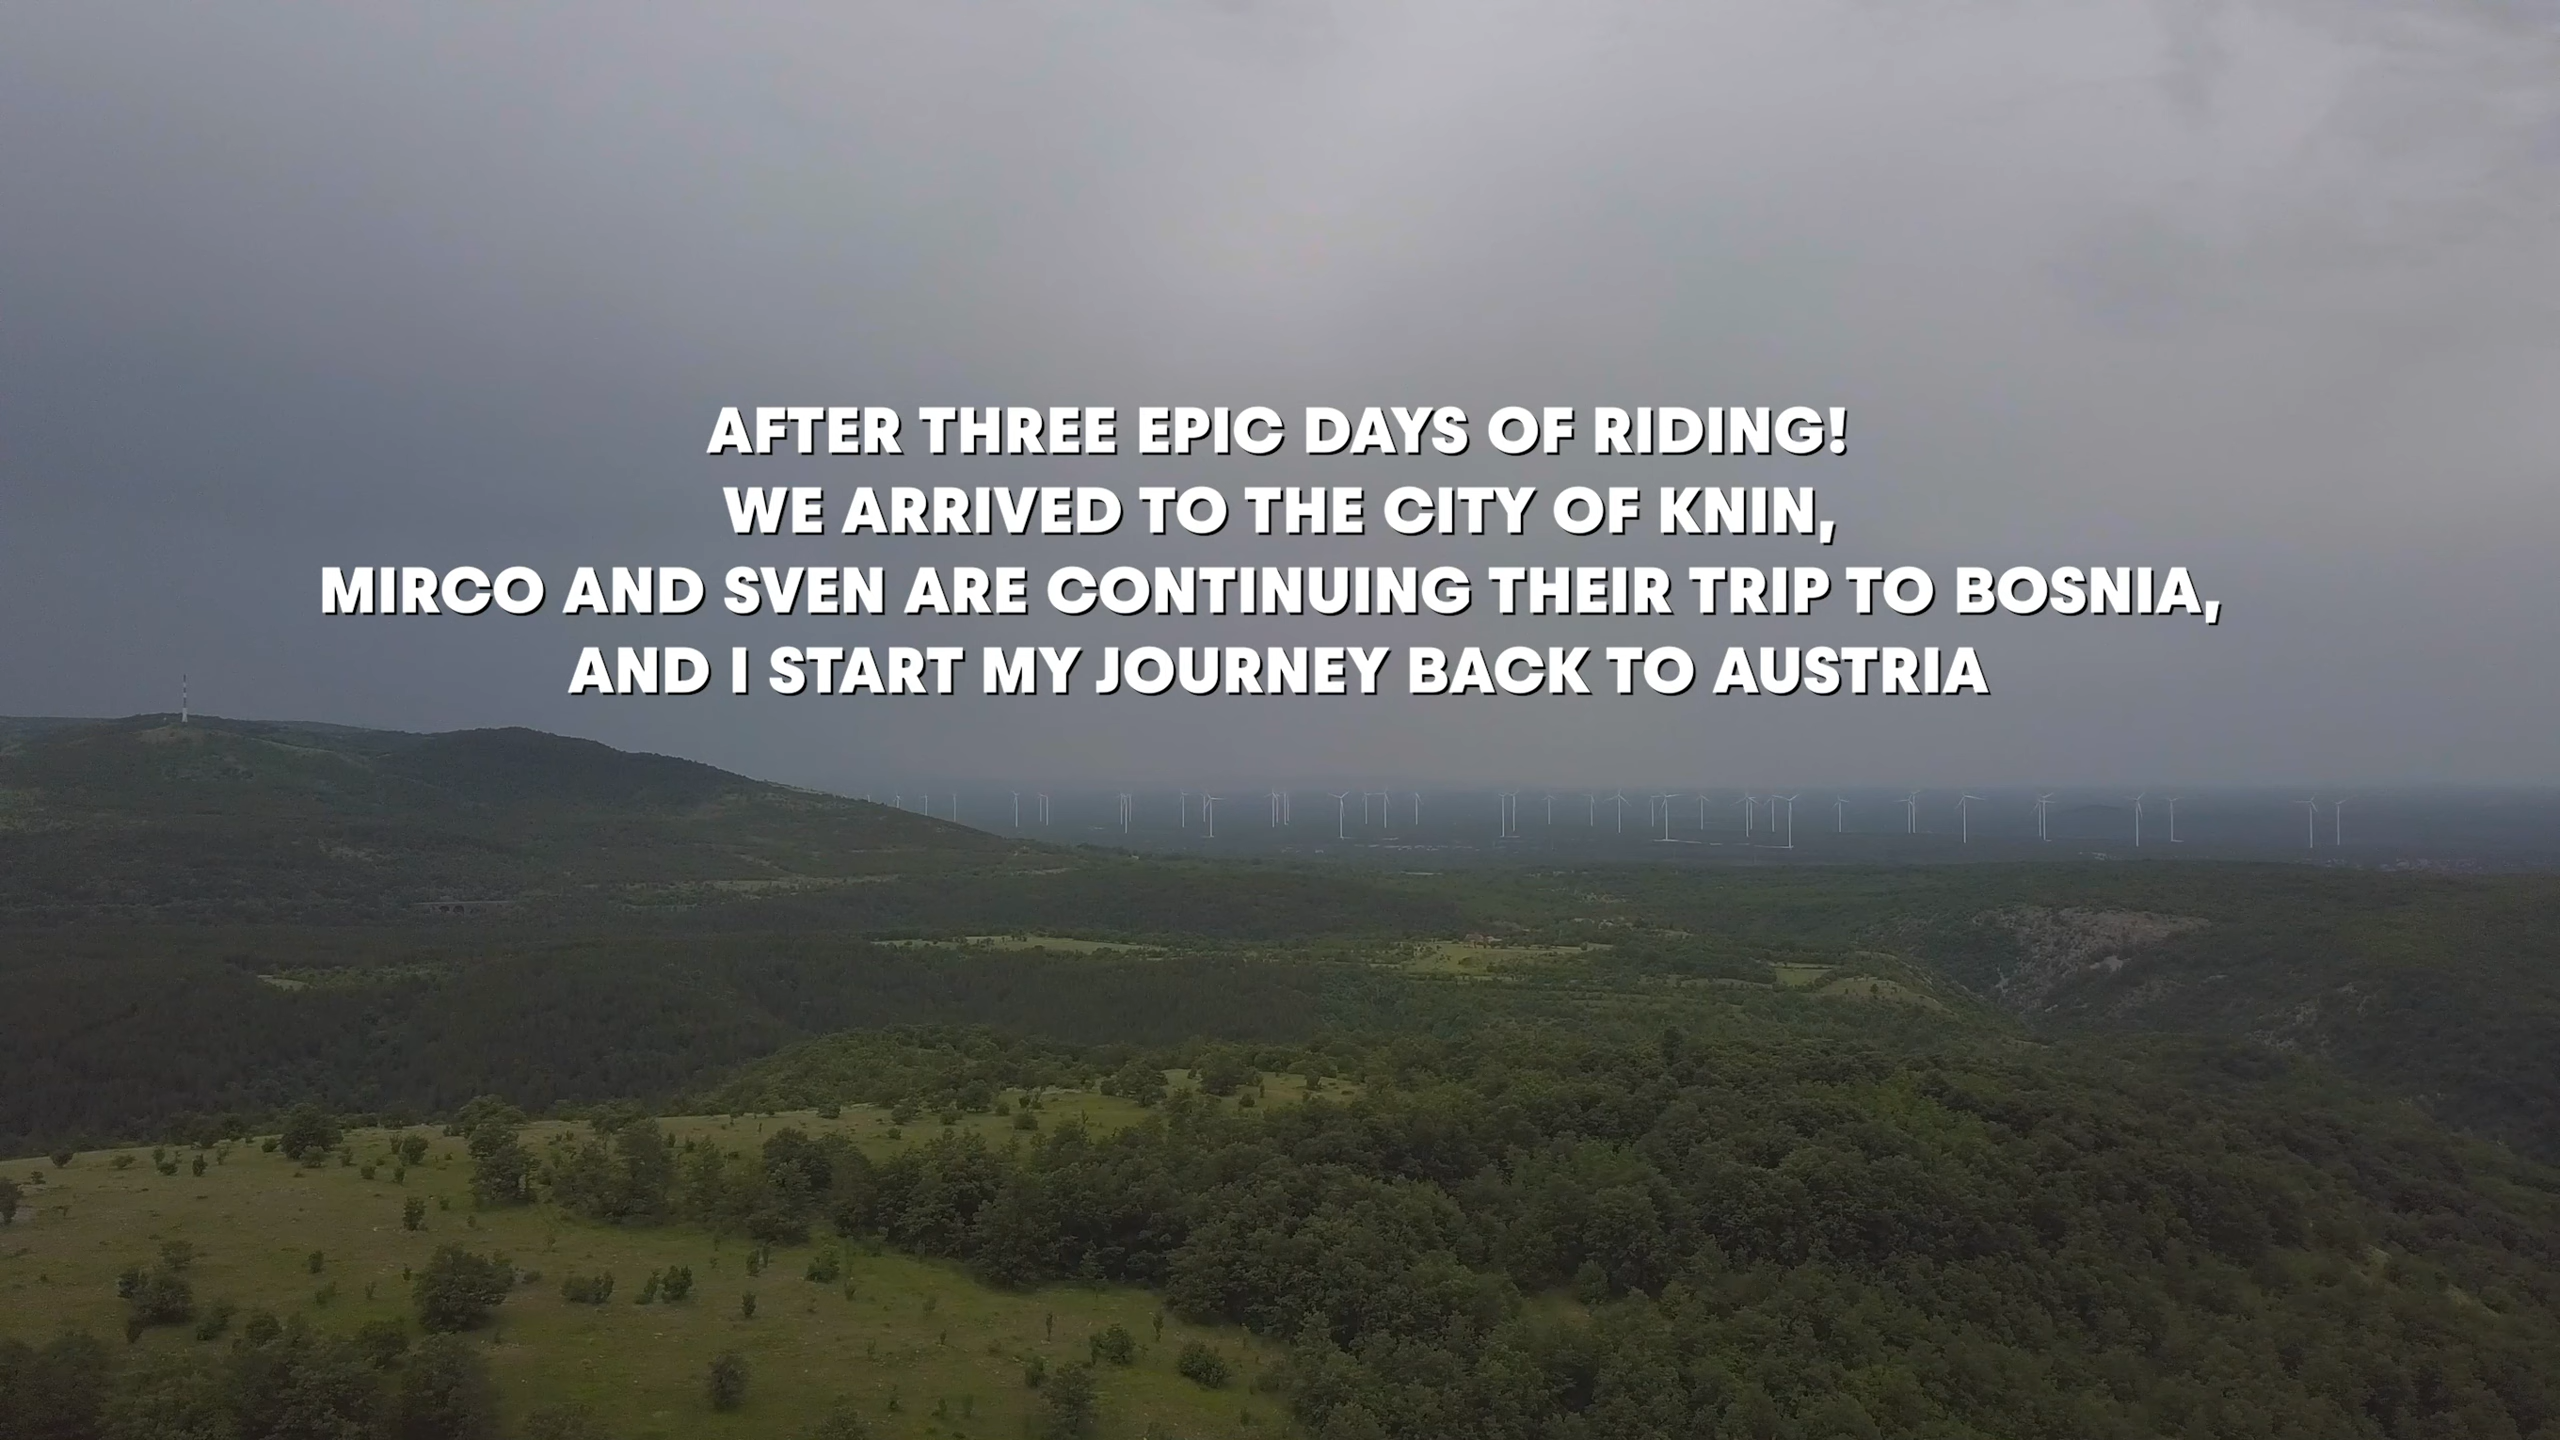 AFTER THREE EPIC DAYS OF RIDING!
WE ARRIVED TO THE CITY OF KNIN,
MIRCO AND SVEN ARE CONTINUING THEIR TRIP TO BOSNIA,
AND I START MY JOURNEY BACK TO AUSTRIA